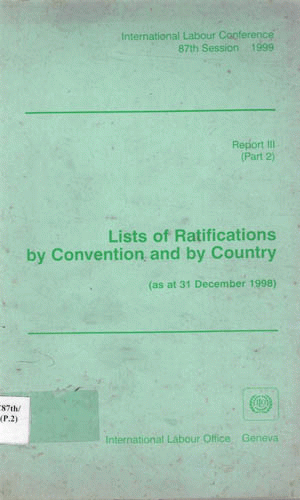 International Labour Conference
87th Session 1999
Report III
(Part 2)
Lists of Ratifications
by Convention and by Country
(as at 31 December 1998)
87th/
(P.2)
International Labour Office Geneva